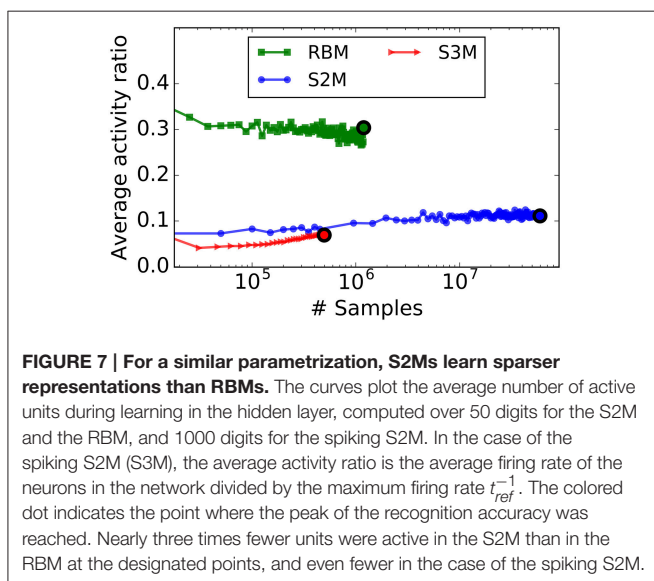 Average activity ratio
0.4
0.3
0.2
0.1
0.0
RBM
S2M
S3M
10^5
10^6
10^7
# Samples
FIGURE 7 | For a similar parametrization, S2Ms learn sparser
representations than RBMs. The curves plot the average number of active
units during learning in the hidden layer, computed over 50 digits for the S2M
and the RBM, and 1000 digits for the spiking S2M. In the case of the
spiking S2M (S3M), the average activity ratio is the average firing rate of the
neurons in the network divided by the maximum firing rate t_{ref}^{-1}. The colored
dot indicates the point where the peak of the recognition accuracy was
reached. Nearly three times fewer units were active in the S2M than in the
RBM at the designated points, and even fewer in the case of the spiking S2M.